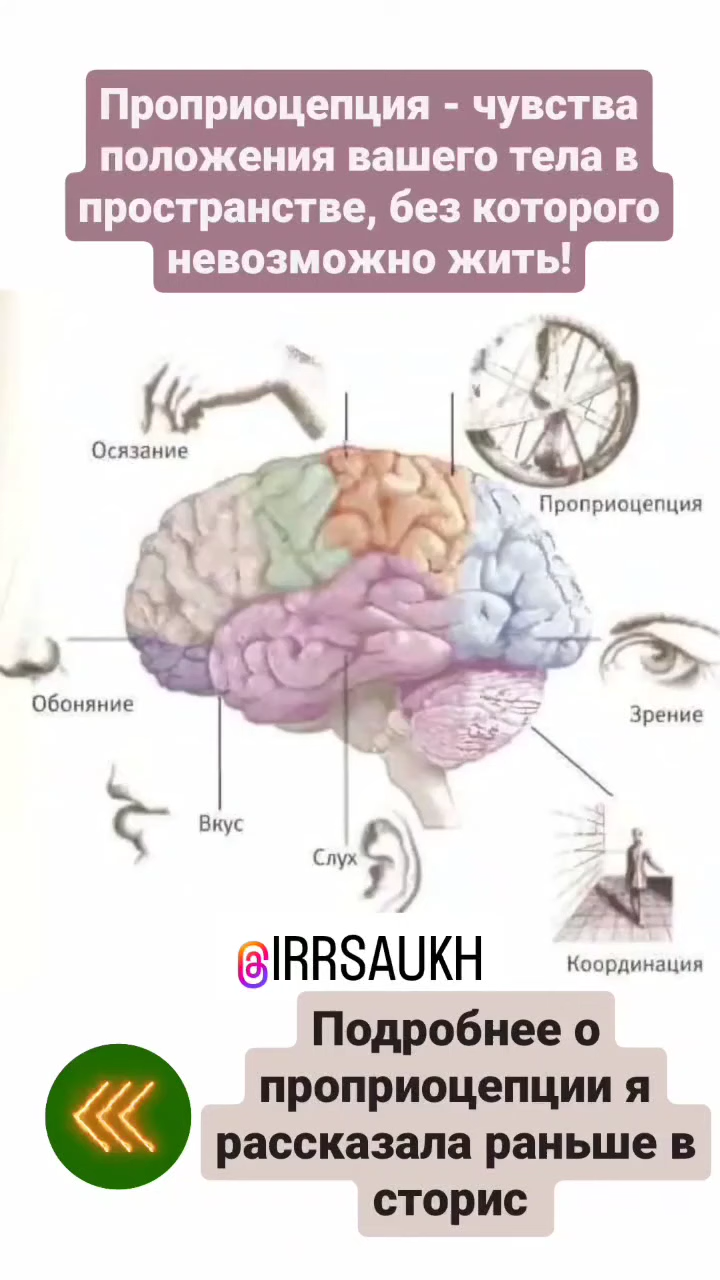 Проприоцепция - чувства
положения вашего тела в
пространстве, без которого
невозможно жить!
Осязание
Проприоцепция
Обоняние
Зрение
Вкус
Слух
Координация
@IRRSAUKH
Подробнее о
проприоцепции я
рассказала раньше в
сторис